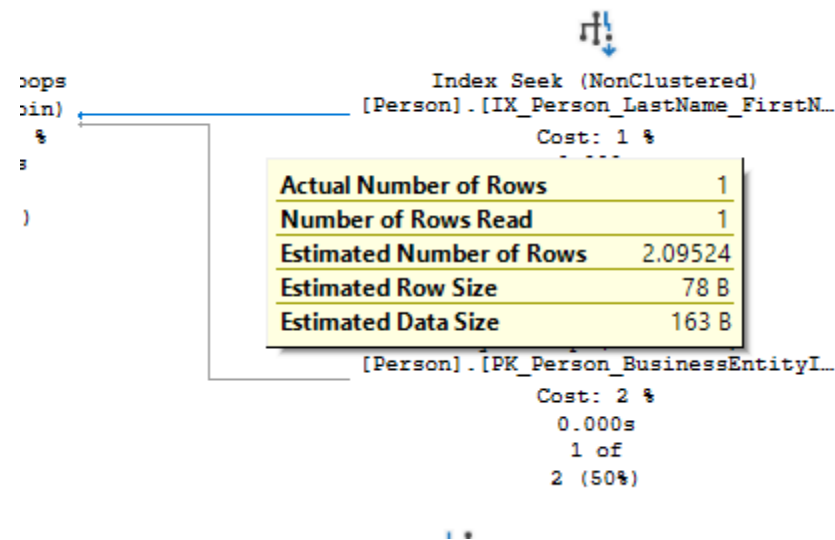 Index Seek (NonClustered)
oops
[Person].[IX_Person_LastName_FirstN…
oin)
Cost: 1 %
%
s
)
Actual Number of Rows 1
Number of Rows Read 1
Estimated Number of Rows 2.09524
Estimated Row Size 78 B
Estimated Data Size 163 B
[Person].[PK_Person_BusinessEntityI…
Cost: 2 %
0.000s
1 of
2 (50%)